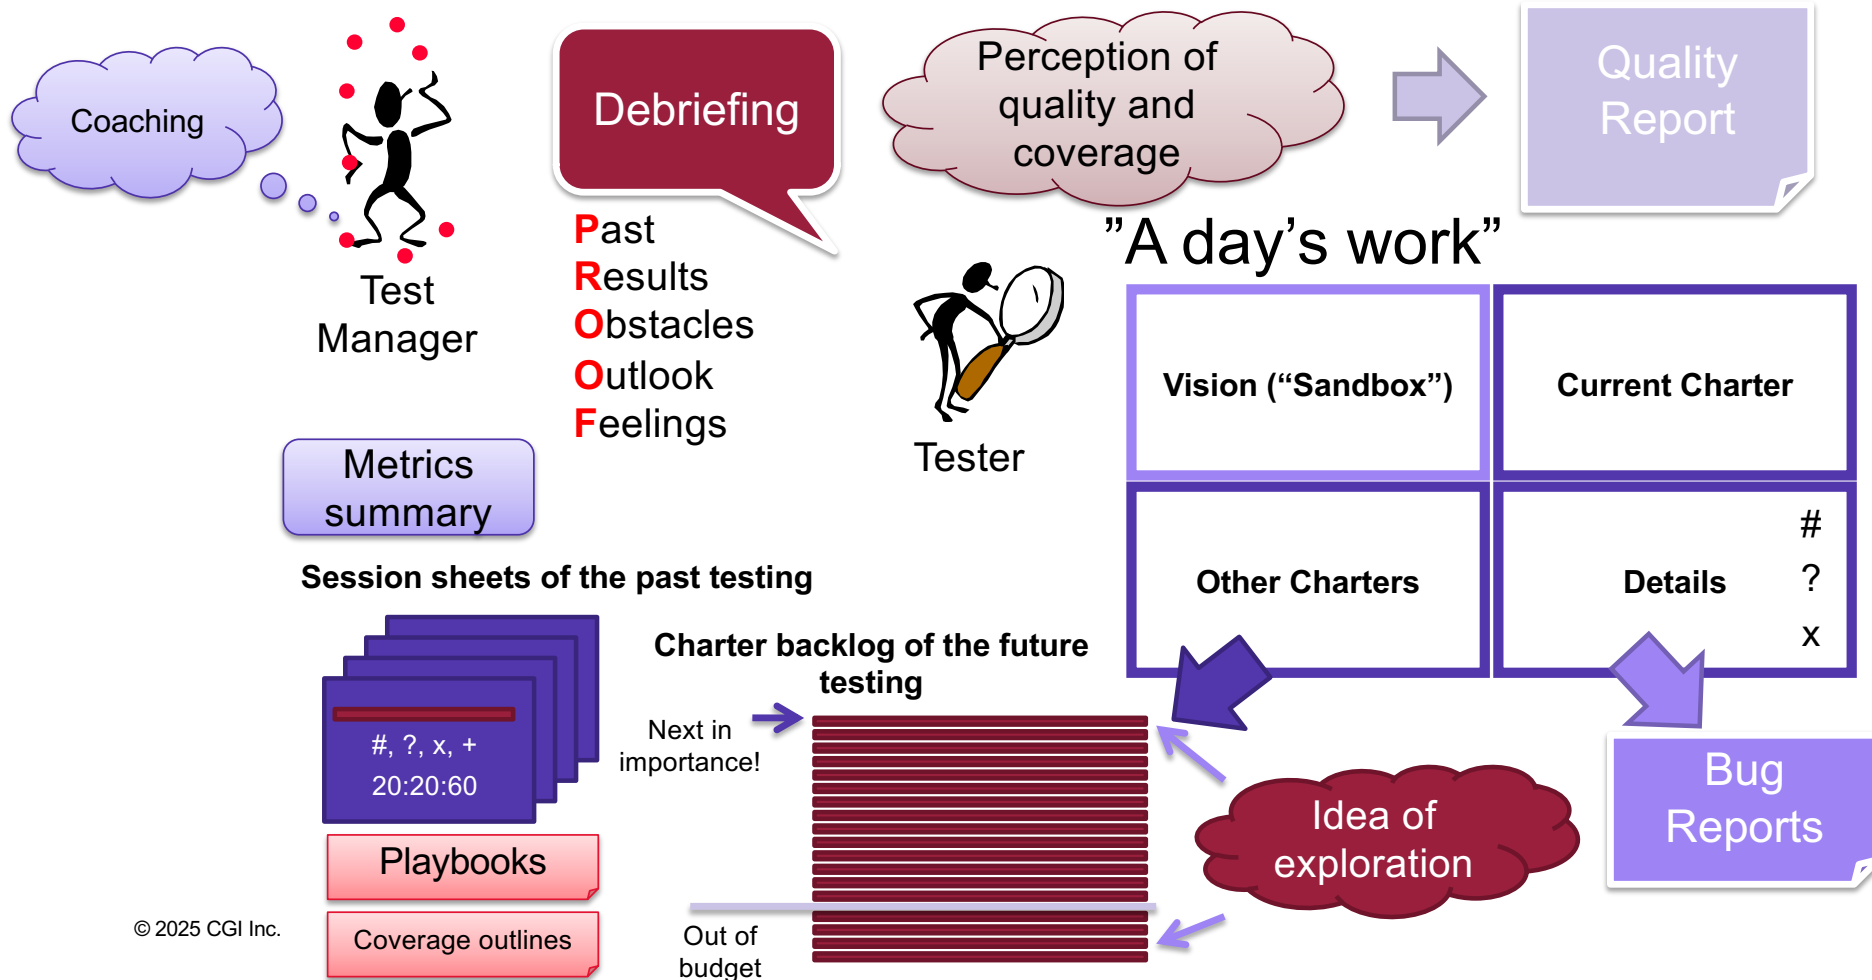 Coaching
Test
Manager
Debriefing
Past
Results
Obstacles
Outlook
Feelings
Perception of
quality and
coverage
Quality
Report
”A day’s work”
Tester
Vision (“Sandbox”)
Current Charter
Other Charters
Details
#
?
x
Metrics
summary
Session sheets of the past testing
#, ?, x, +
20:20:60
Playbooks
Coverage outlines
Charter backlog of the future
testing
Next in
importance!
Out of
budget
Idea of
exploration
Bug
Reports
© 2025 CGI Inc.